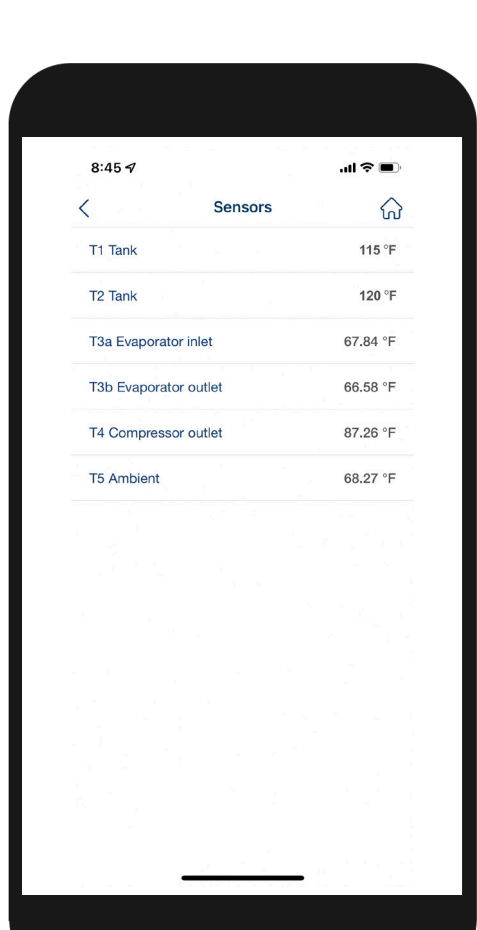 8:45
Sensors
T1 Tank 115 °F
T2 Tank 120 °F
T3a Evaporator inlet 67.84 °F
T3b Evaporator outlet 66.58 °F
T4 Compressor outlet 87.26 °F
T5 Ambient 68.27 °F